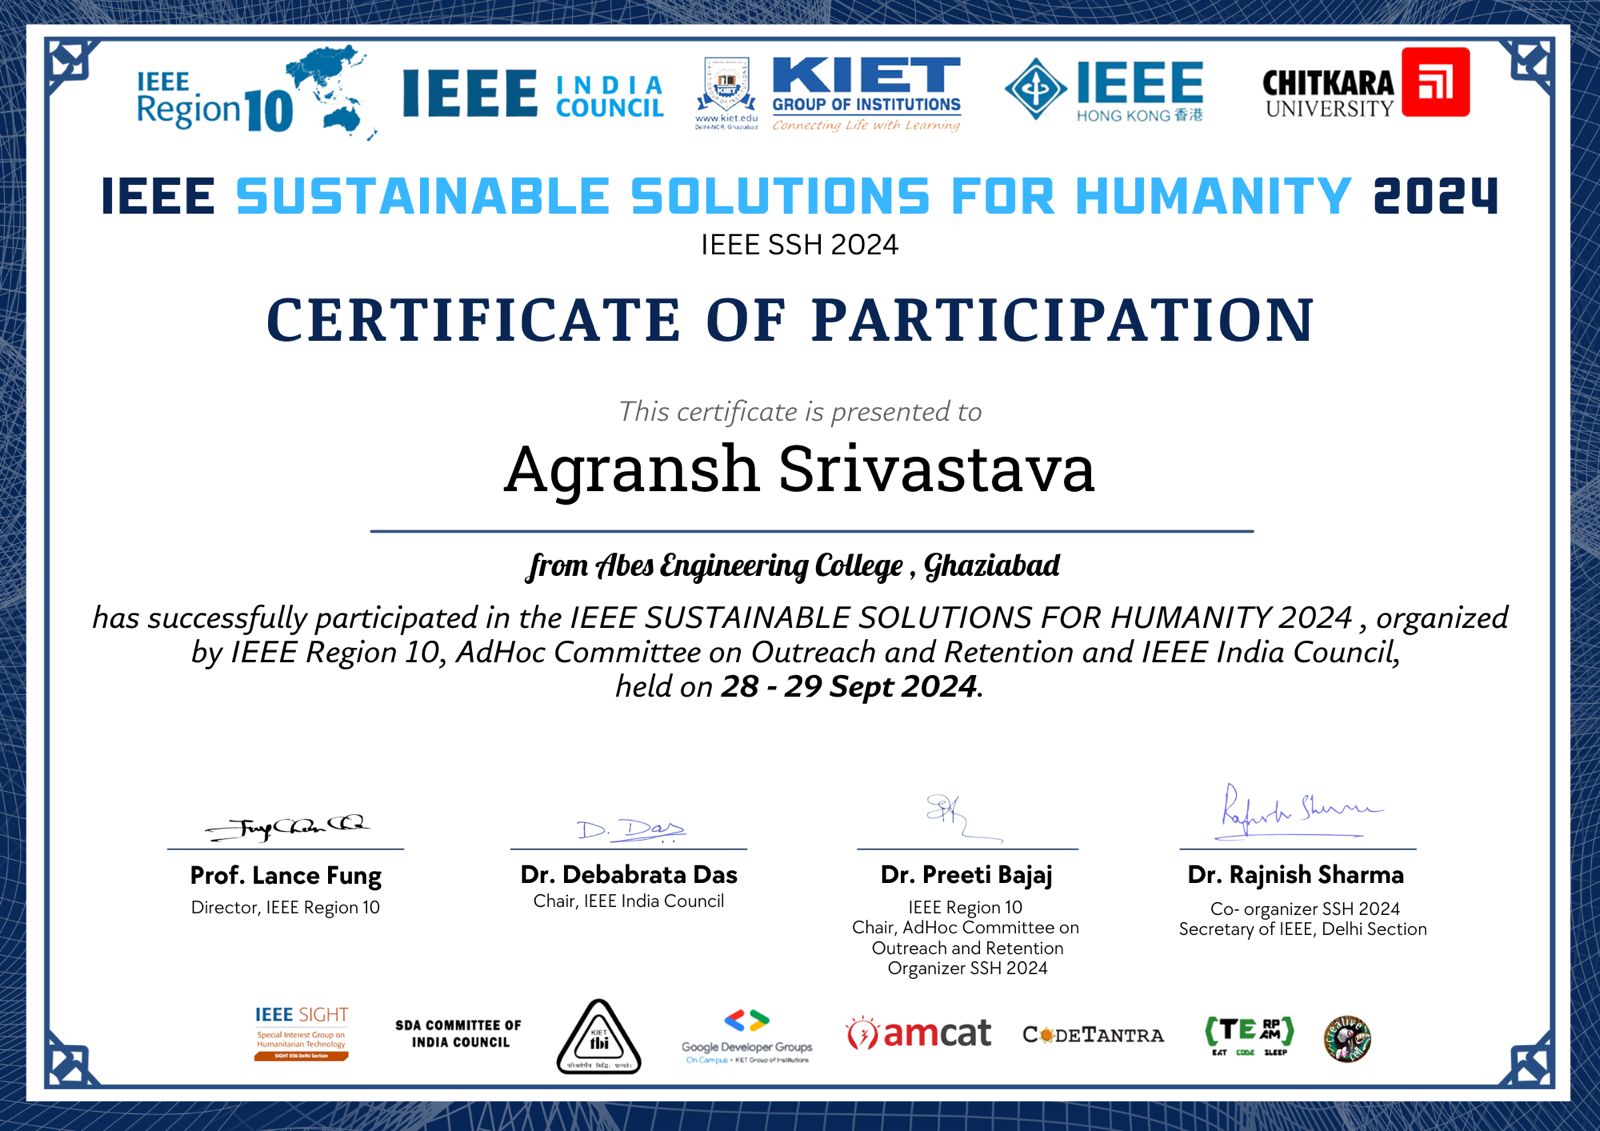 IEEE
Region 10
IEEE INDIA COUNCIL
KIET
www.kiet.edu
Delhi-NCR, Ghaziabad
KIET
GROUP OF INSTITUTIONS
Connecting Life with Learning
IEEE
HONG KONG 香港
CHITKARA
UNIVERSITY
IEEE SUSTAINABLE SOLUTIONS FOR HUMANITY 2024
IEEE SSH 2024
CERTIFICATE OF PARTICIPATION
This certificate is presented to
Agransh Srivastava
from Abes Engineering College , Ghaziabad
has successfully participated in the IEEE SUSTAINABLE SOLUTIONS FOR HUMANITY 2024 , organized
by IEEE Region 10, AdHoc Committee on Outreach and Retention and IEEE India Council,
held on 28 - 29 Sept 2024.
D. Das
Rajnish Sharma
Prof. Lance Fung
Director, IEEE Region 10
Dr. Debabrata Das
Chair, IEEE India Council
Dr. Preeti Bajaj
IEEE Region 10
Chair, AdHoc Committee on
Outreach and Retention
Organizer SSH 2024
Dr. Rajnish Sharma
Co- organizer SSH 2024
Secretary of IEEE, Delhi Section
IEEE SIGHT
Special Interest Group on
Humanitarian Technology
SIGHT 036 Delhi Section
SDA COMMITTEE OF
INDIA COUNCIL
KIET
tbi
Google Developer Groups
On Campus • KIET Group of Institutions
amcat
CODETANTRA
{TERPRAM}
EAT CODE SLEEP